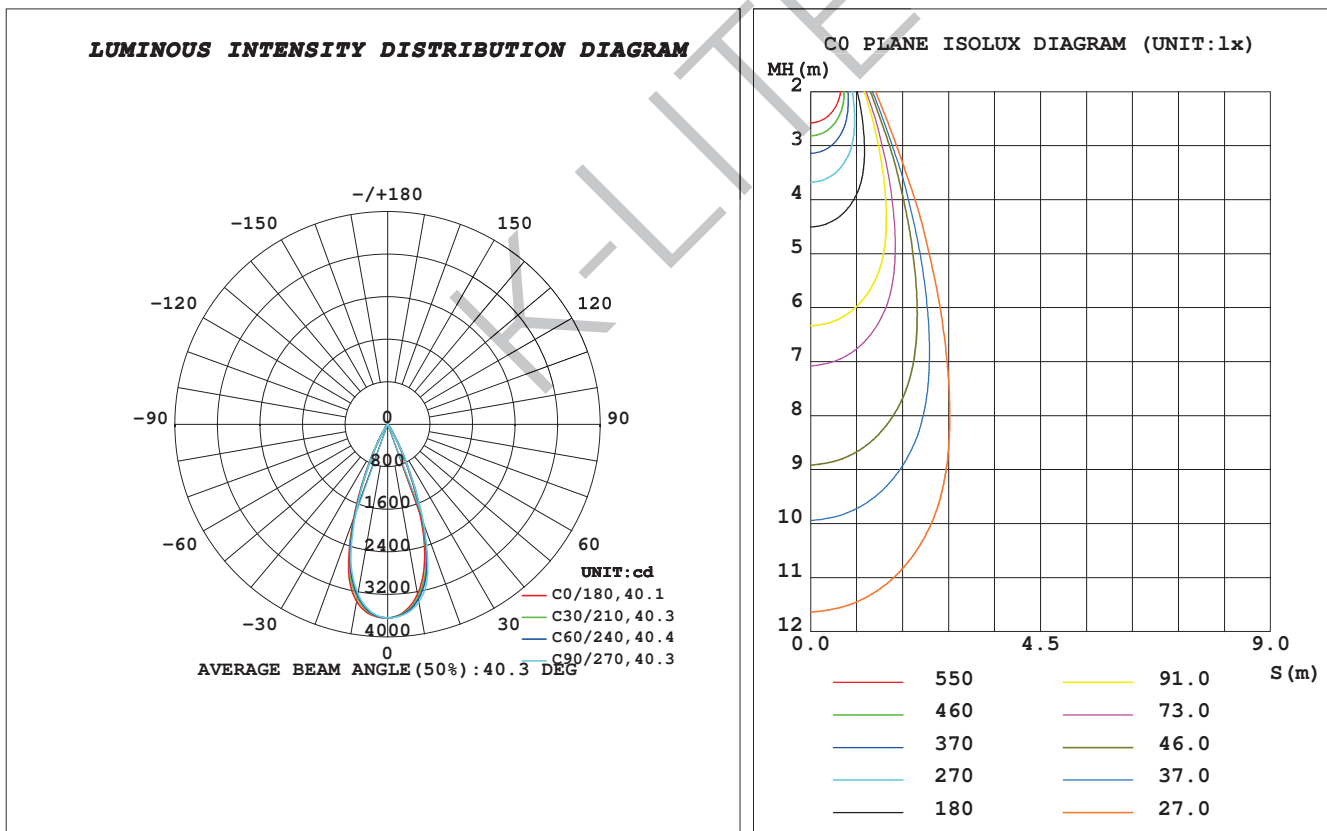 LUMINOUS INTENSITY DISTRIBUTION DIAGRAM
-/+180
-150 150
-120 120
-90 90
-60 60
-30 30
0
0
800
1600
2400
3200
4000
UNIT:cd
C0/180,40.1
C30/210,40.3
C60/240,40.4
C90/270,40.3
AVERAGE BEAM ANGLE(50%):40.3 DEG
K-LITE
C0 PLANE ISOLUX DIAGRAM (UNIT:lx)
MH(m)
2
3
4
5
6
7
8
9
10
11
12
0.0 4.5 9.0
S(m)
550 91.0
460 73.0
370 46.0
270 37.0
180 27.0